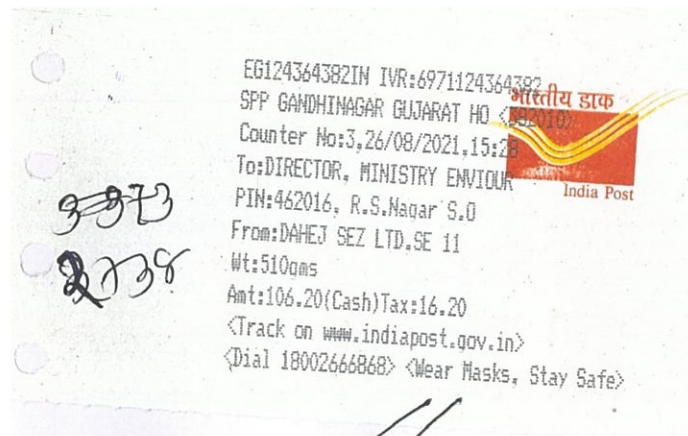 EG124364382IN IVR:6971124364382
भारतीय डाक
SPP GANDHINAGAR GUJARAT HO <382010>
Counter No:3,26/08/2021,15:28
To:DIRECTOR, MINISTRY ENVIOUR
India Post
PIN:462016, R.S.Nagar S.O
From:DAHEJ SEZ LTD.SE 11
Wt:510gms
Amt:106.20(Cash)Tax:16.20
<Track on www.indiapost.gov.in>
<Dial 18002666868> <Wear Masks, Stay Safe>